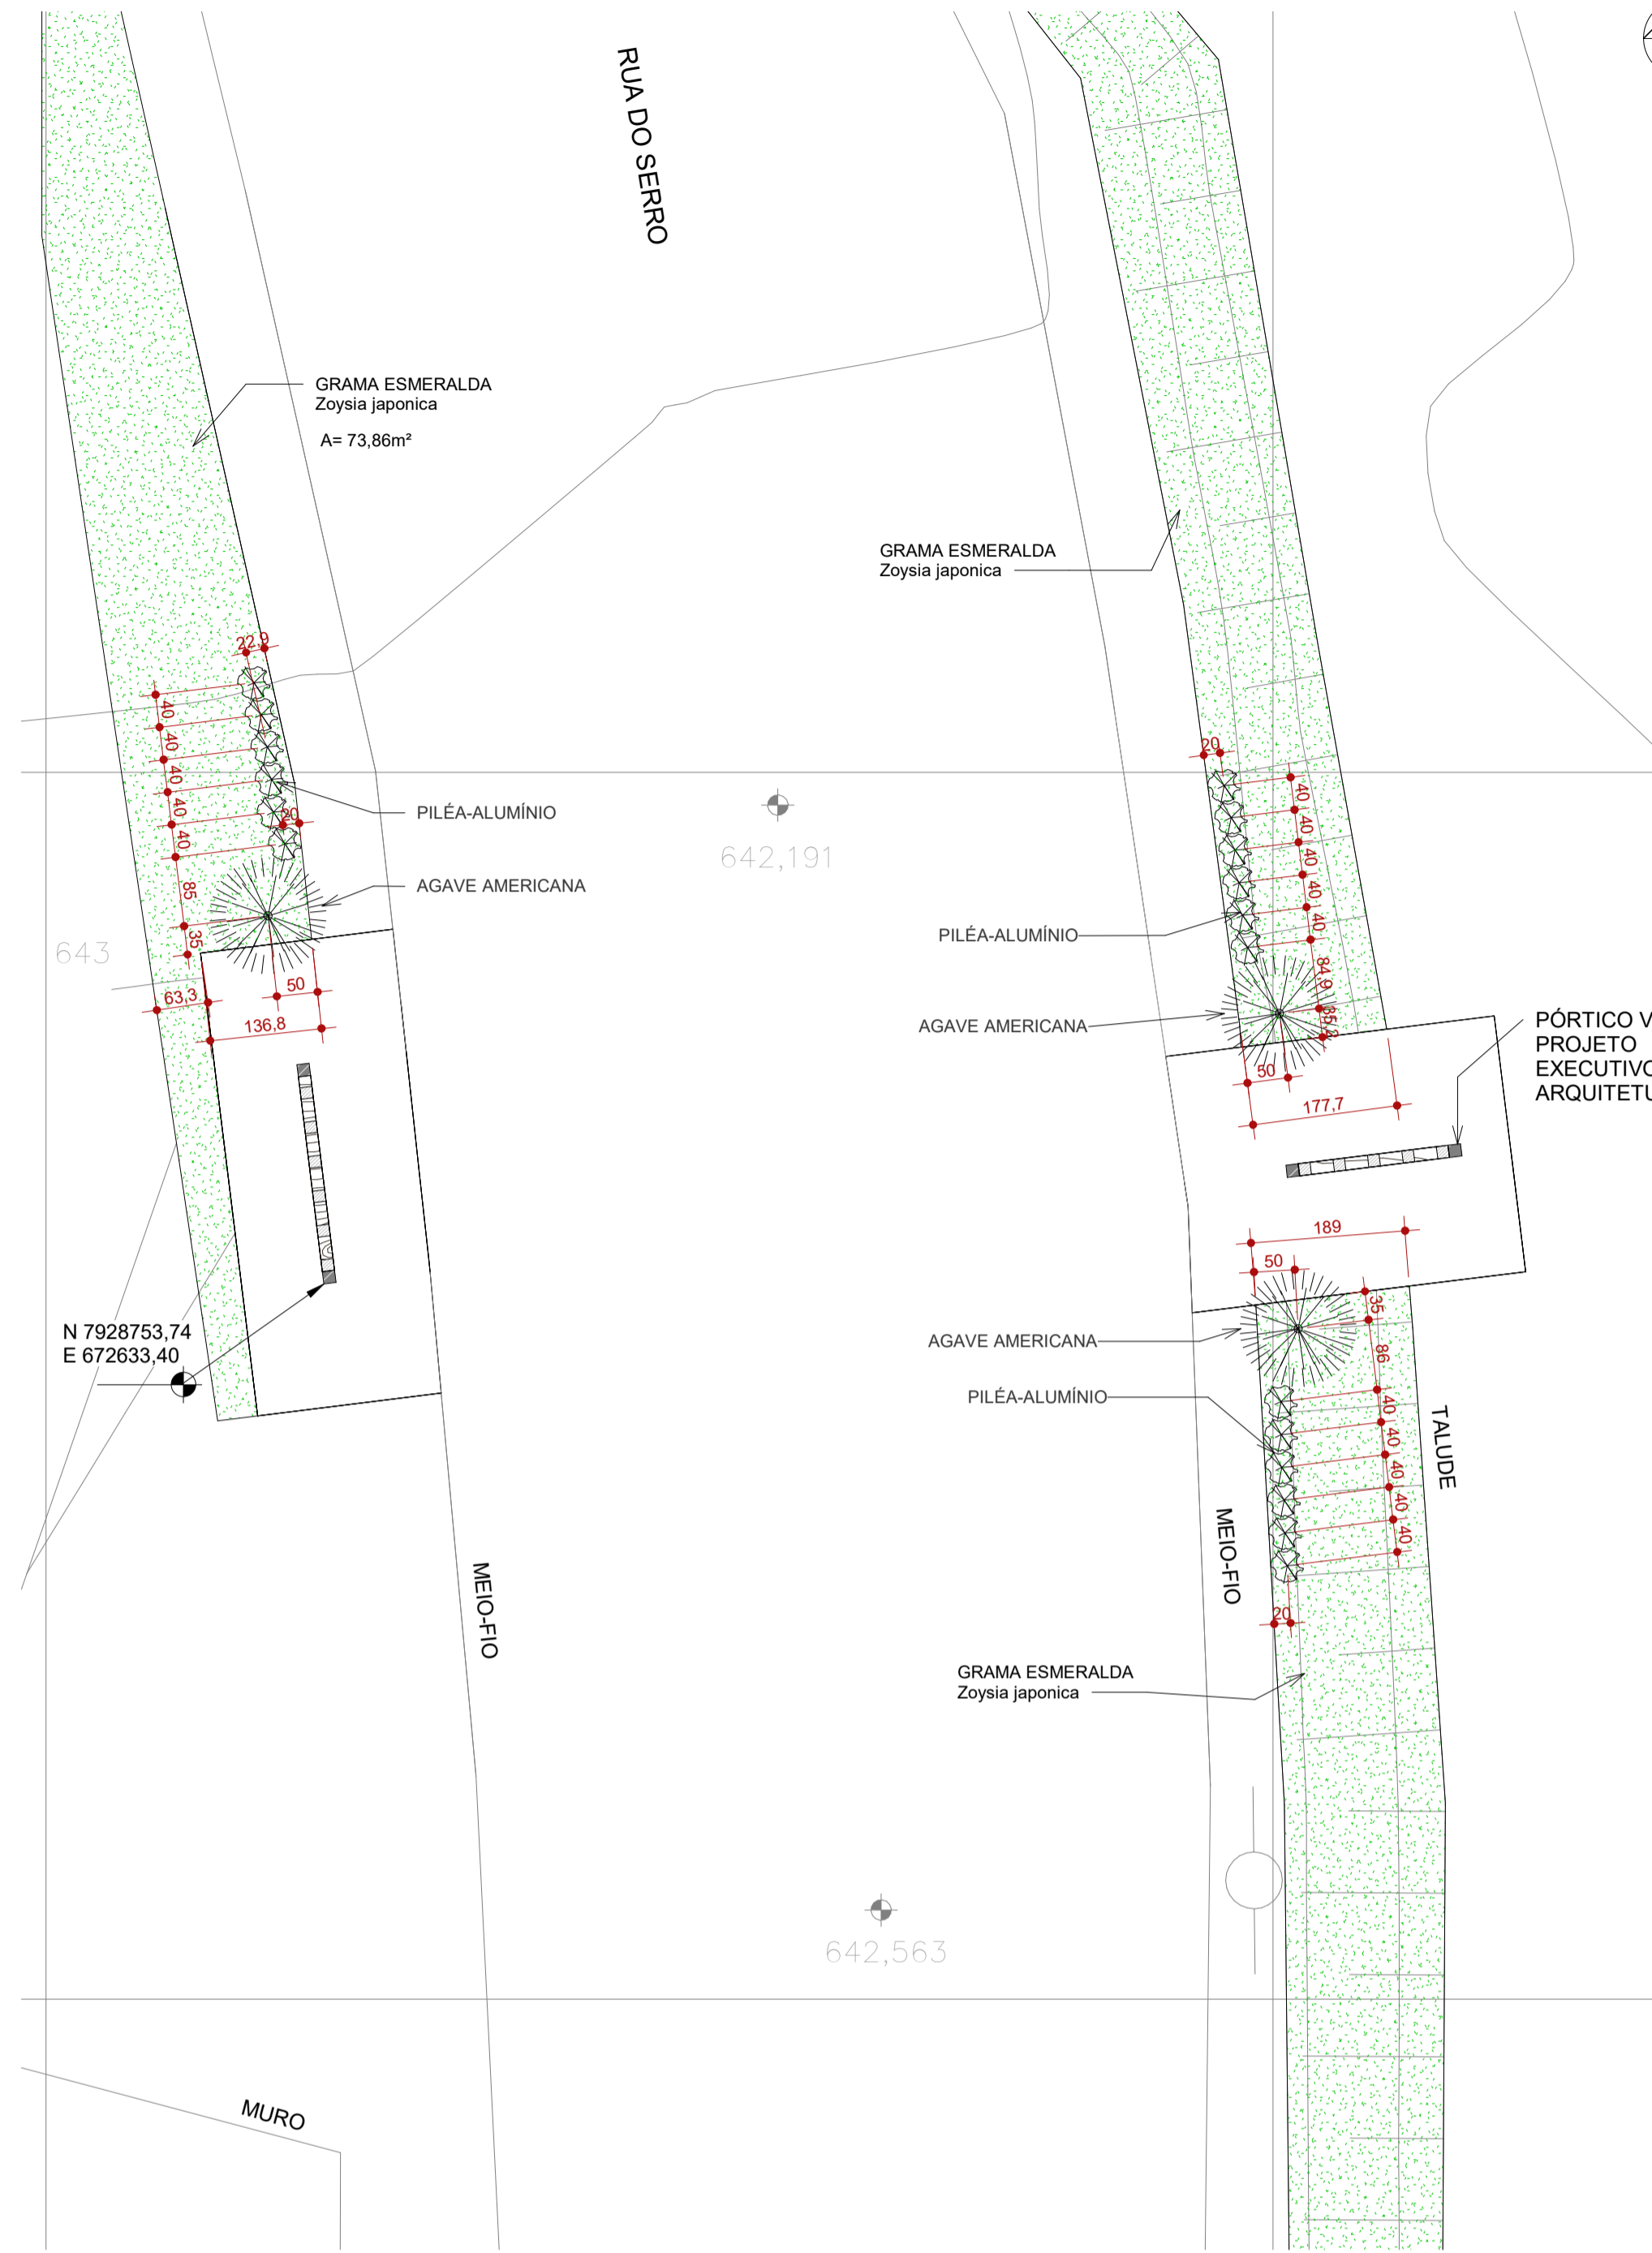 RUA DO SERRO
GRAMA ESMERALDA
Zoysia japonica
A= 73,86m²
GRAMA ESMERALDA
Zoysia japonica
22,9
40
40
40
40
40
85
35
20
PILÉA-ALUMÍNIO
AGAVE AMERICANA
642,191
643
63,3
50
136,8
20
40
40
40
40
40
84,9
35,2
PILÉA-ALUMÍNIO
AGAVE AMERICANA
50
177,7
PÓRTICO V
PROJETO
EXECUTIVO
ARQUITETU
189
50
35
86
40
40
40
40
40
20
AGAVE AMERICANA
PILÉA-ALUMÍNIO
N 7928753,74
E 672633,40
TALUDE
MEIO-FIO
MEIO-FIO
GRAMA ESMERALDA
Zoysia japonica
642,563
MURO